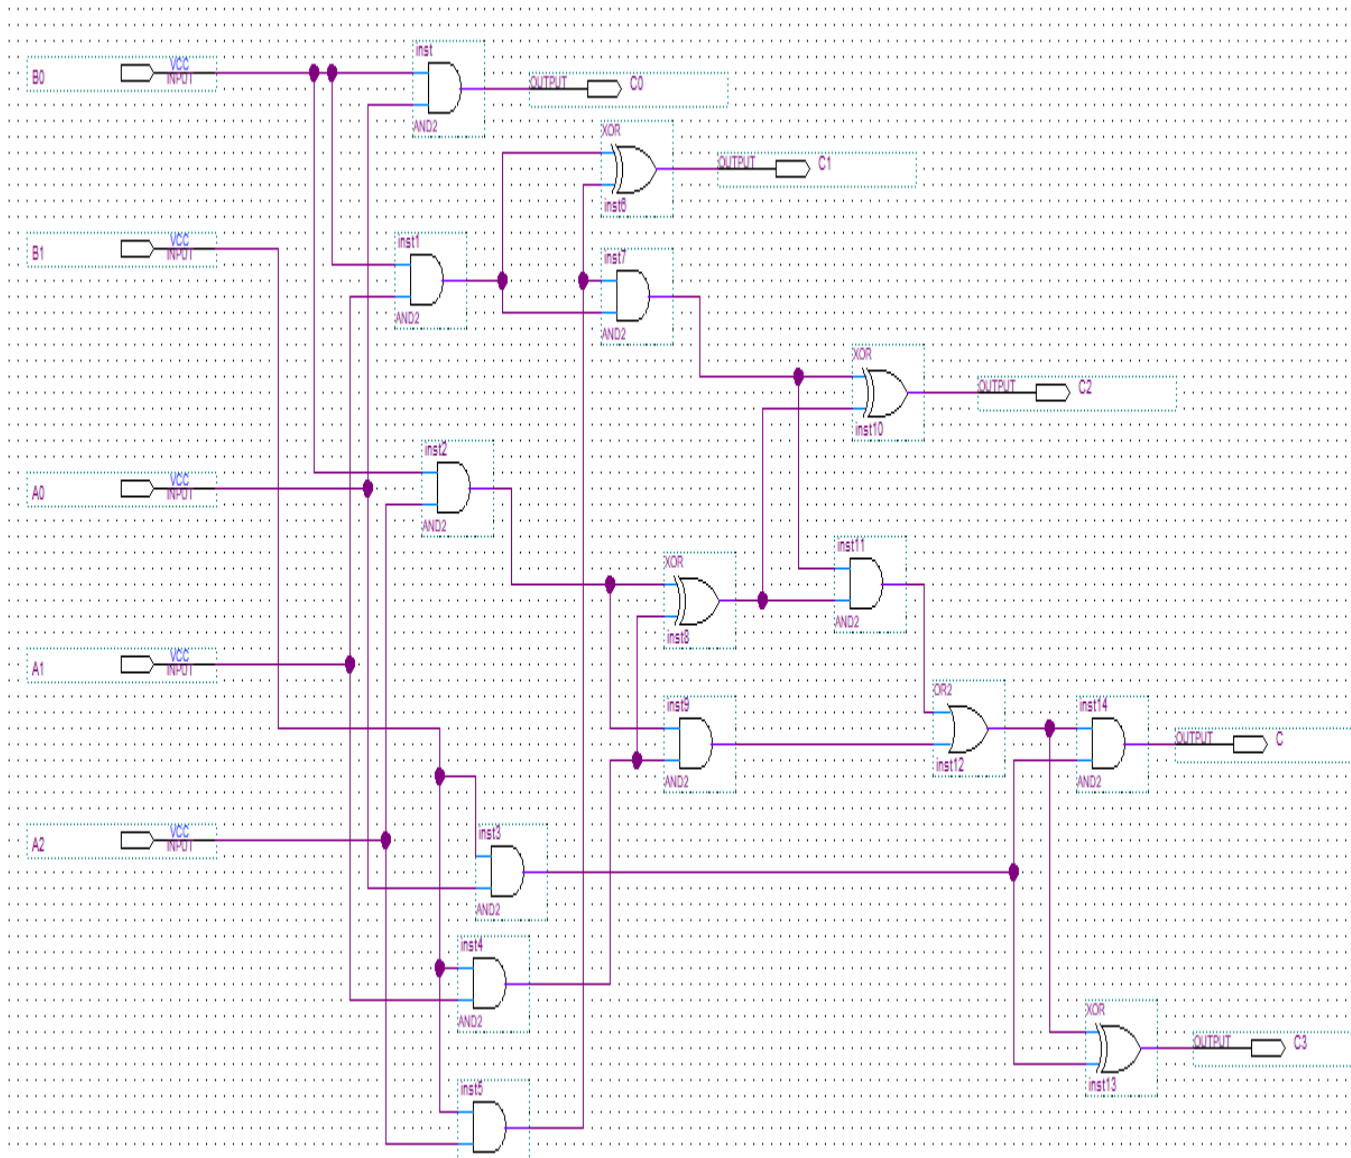 inst
B0 VCC INPUT
OUTPUT C0
AND2
XOR
OUTPUT C1
inst6
B1 VCC INPUT
inst1
inst7
AND2
AND2
XOR
OUTPUT C2
inst10
inst2
A0 VCC INPUT
AND2
inst11
XOR
AND2
inst8
A1 VCC INPUT
OR2
inst9
inst14
OUTPUT C
inst12
AND2
AND2
A2 VCC INPUT
inst3
AND2
inst4
AND2
XOR
OUTPUT C3
inst13
inst5